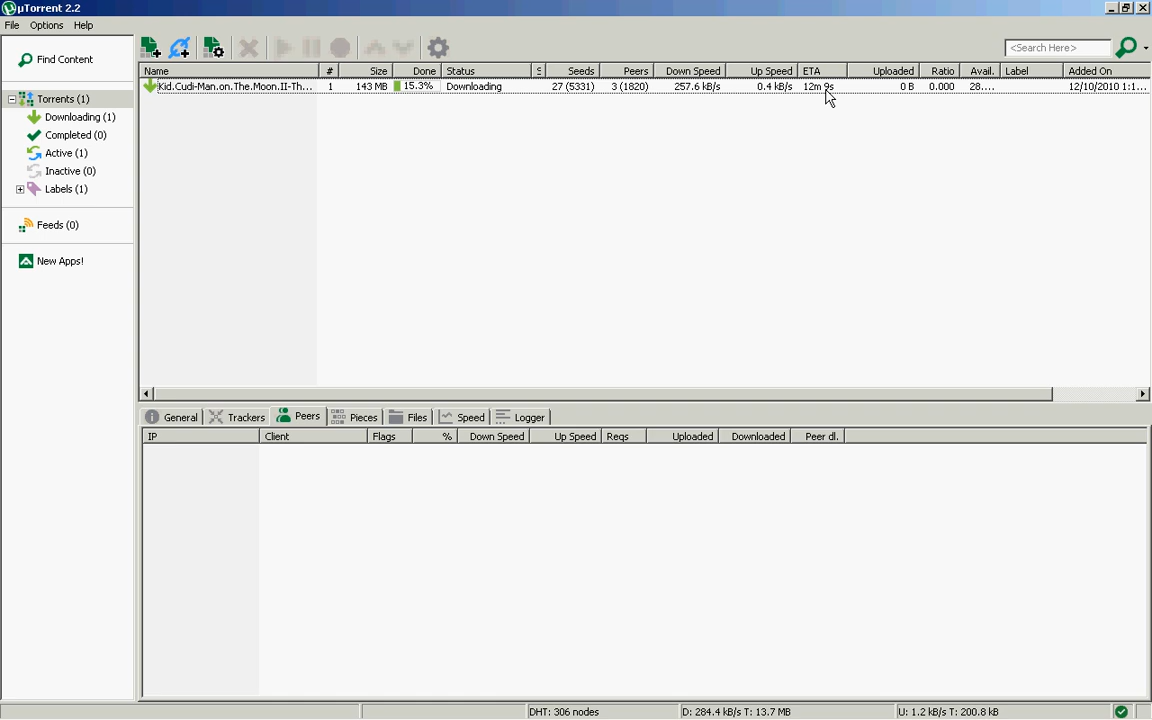 µTorrent 2.2
File Options Help
Find Content
<Search Here>
Torrents (1)
Downloading (1)
Completed (0)
Active (1)
Inactive (0)
Labels (1)
Feeds (0)
New Apps!
Name # Size Done Status S Seeds Peers Down Speed Up Speed ETA Uploaded Ratio Avail. Label Added On
Kid.Cudi-Man.on.The.Moon.II-Th... 1 143 MB 15.3% Downloading 27 (5331) 3 (1820) 257.6 kB/s 0.4 kB/s 12m 9s 0 B 0.000 28.... 12/10/2010 1:1...
General Trackers Peers Pieces Files Speed Logger
IP Client Flags % Down Speed Up Speed Reqs Uploaded Downloaded Peer dl.
DHT: 306 nodes D: 284.4 kB/s T: 13.7 MB U: 1.2 kB/s T: 200.8 kB